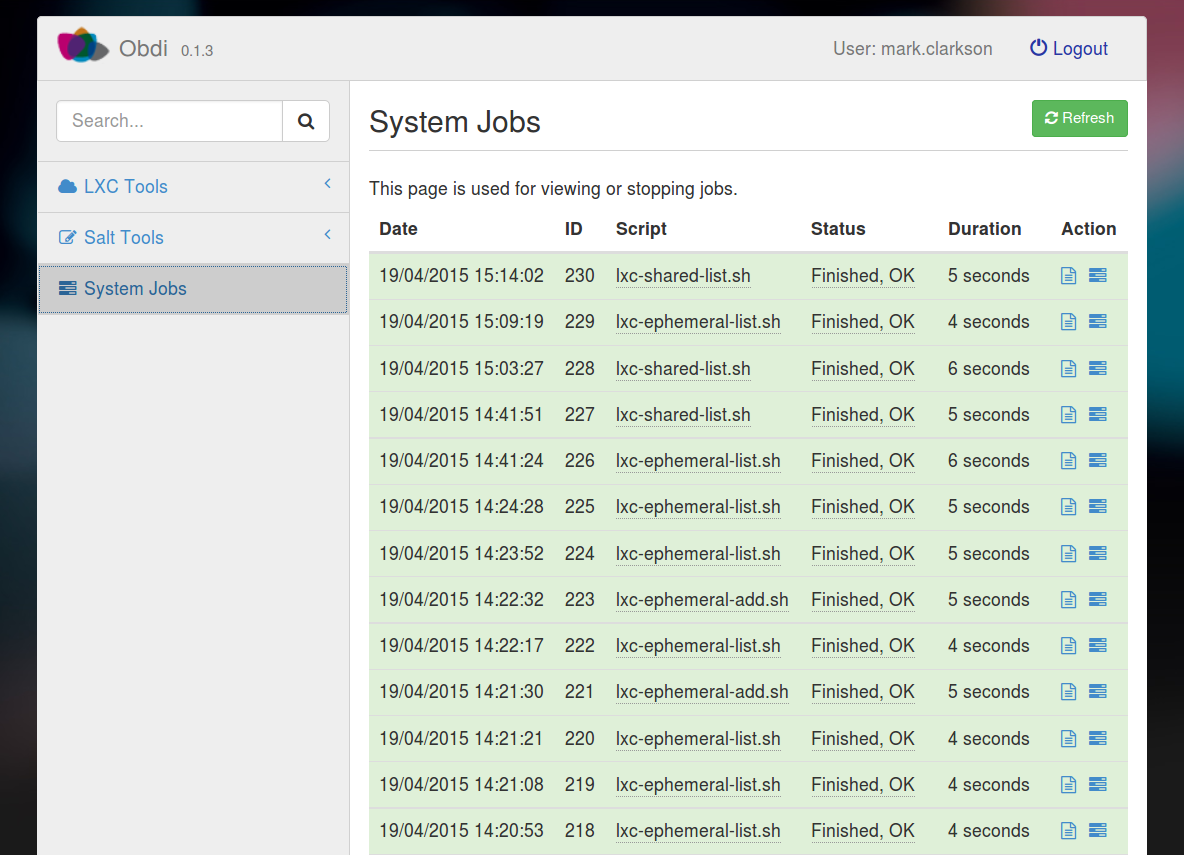 Obdi 0.1.3 User: mark.clarkson Logout
Search...
LXC Tools
Salt Tools
System Jobs
System Jobs Refresh
This page is used for viewing or stopping jobs.
Date ID Script Status Duration Action
19/04/2015 15:14:02 230 lxc-shared-list.sh Finished, OK 5 seconds
19/04/2015 15:09:19 229 lxc-ephemeral-list.sh Finished, OK 4 seconds
19/04/2015 15:03:27 228 lxc-shared-list.sh Finished, OK 6 seconds
19/04/2015 14:41:51 227 lxc-shared-list.sh Finished, OK 5 seconds
19/04/2015 14:41:24 226 lxc-ephemeral-list.sh Finished, OK 6 seconds
19/04/2015 14:24:28 225 lxc-ephemeral-list.sh Finished, OK 5 seconds
19/04/2015 14:23:52 224 lxc-ephemeral-list.sh Finished, OK 5 seconds
19/04/2015 14:22:32 223 lxc-ephemeral-add.sh Finished, OK 5 seconds
19/04/2015 14:22:17 222 lxc-ephemeral-list.sh Finished, OK 4 seconds
19/04/2015 14:21:30 221 lxc-ephemeral-add.sh Finished, OK 5 seconds
19/04/2015 14:21:21 220 lxc-ephemeral-list.sh Finished, OK 4 seconds
19/04/2015 14:21:08 219 lxc-ephemeral-list.sh Finished, OK 4 seconds
19/04/2015 14:20:53 218 lxc-ephemeral-list.sh Finished, OK 4 seconds